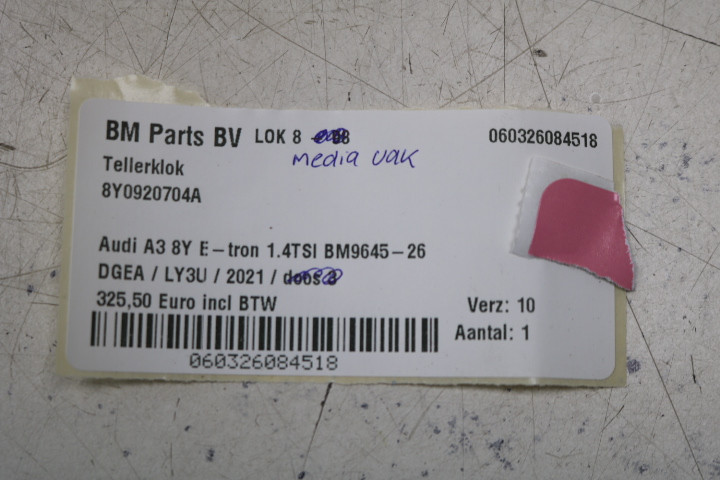 BM Parts BV LOK 8 060326084518
media vak
Tellerklok
8Y0920704A
Audi A3 8Y E-tron 1.4TSI BM9645-26
DGEA / LY3U / 2021 / doos
325,50 Euro incl BTW Verz: 10
Aantal: 1
060326084518